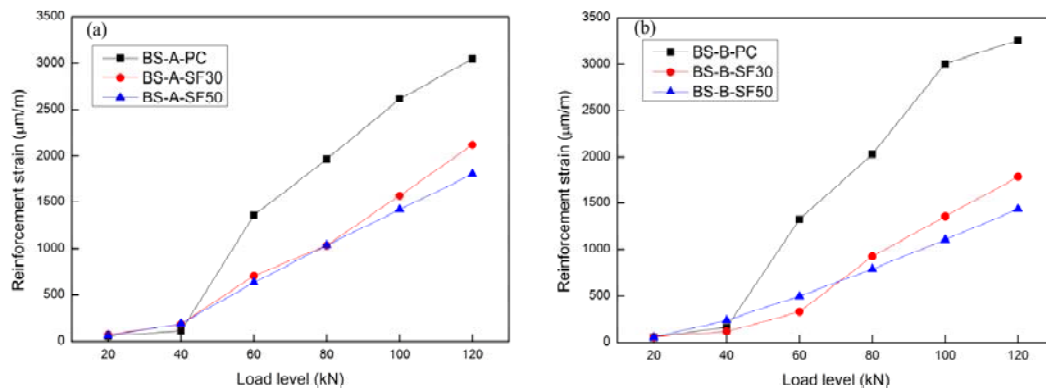 (a)
BS-A-PC
BS-A-SF30
BS-A-SF50
Reinforcement strain (μm/m)
3500
3000
2500
2000
1500
1000
500
0
20 40 60 80 100 120
Load level (kN)
(b)
BS-B-PC
BS-B-SF30
BS-B-SF50
Reinforcement strain (μm/m)
3500
3000
2500
2000
1500
1000
500
0
20 40 60 80 100 120
Load level (kN)